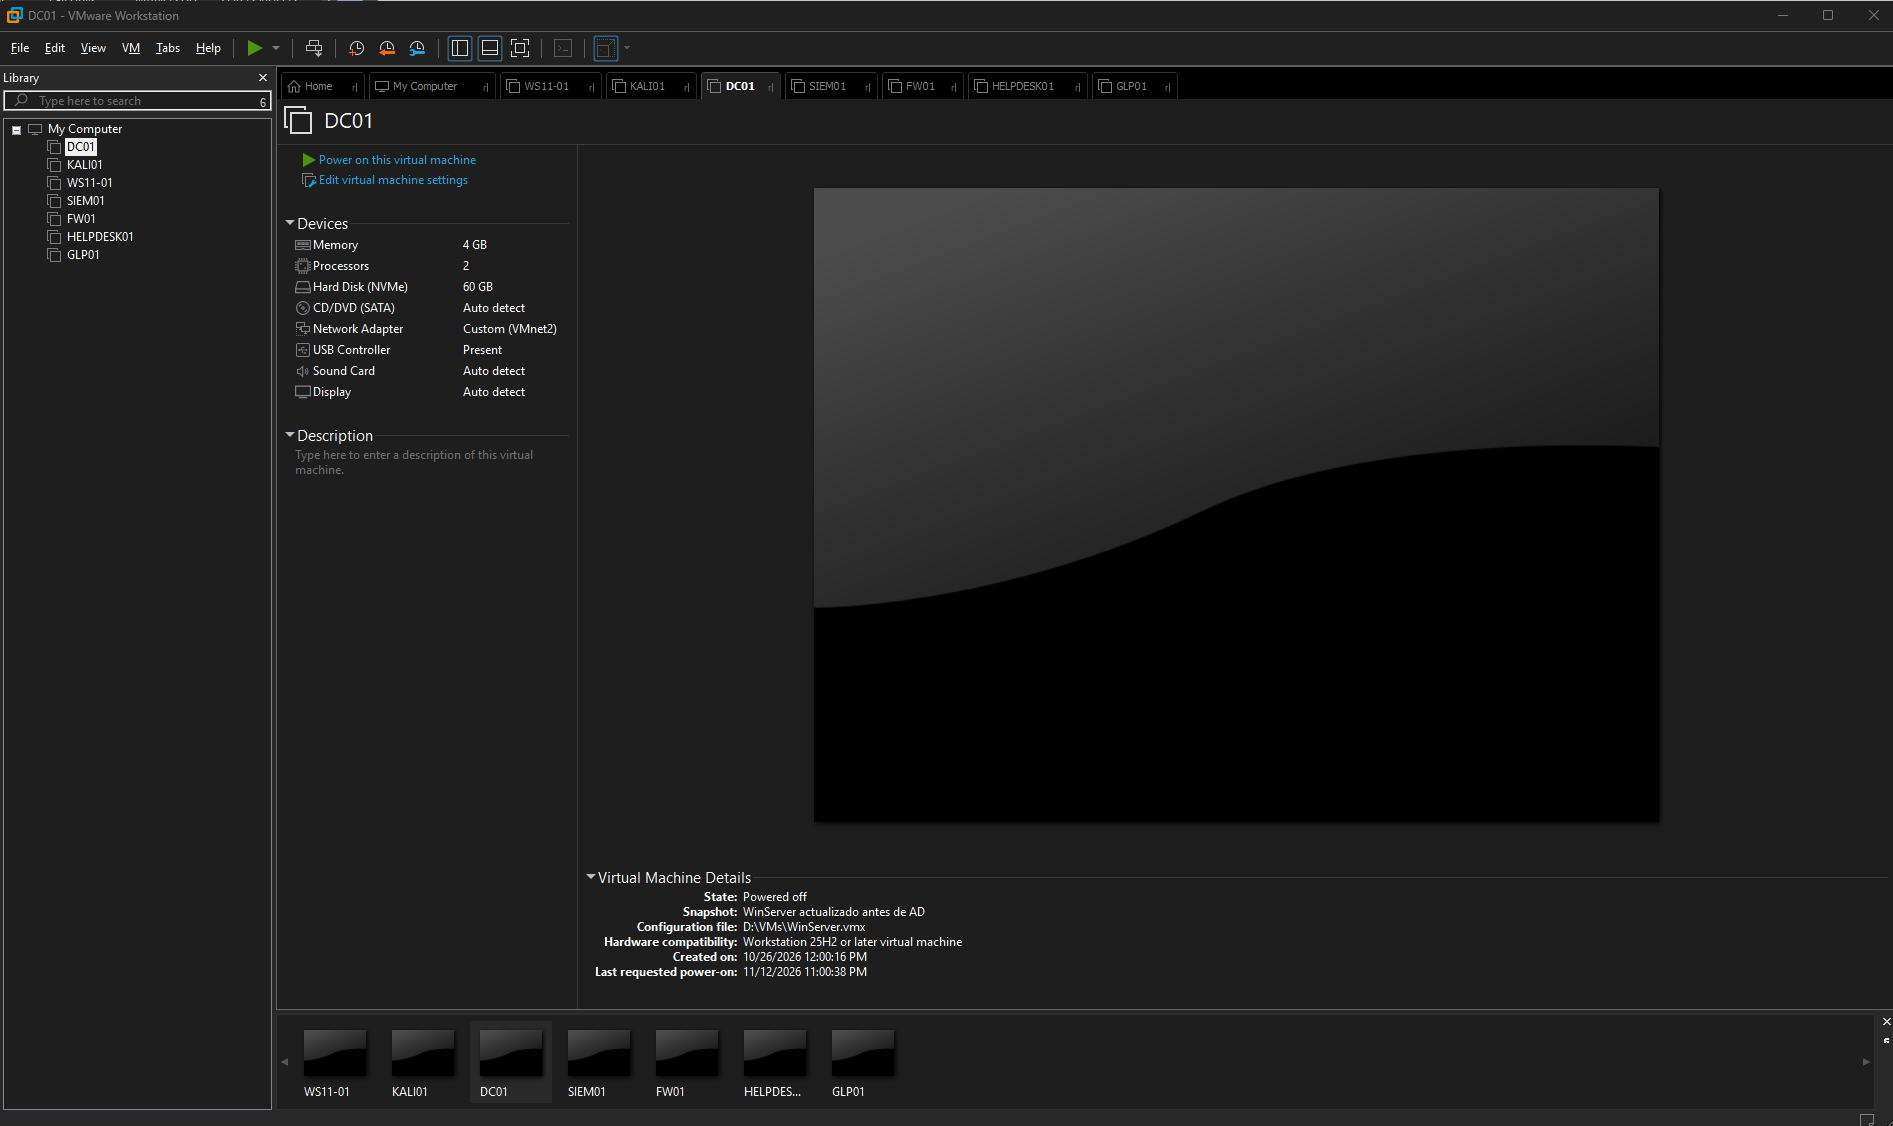 DC01 - VMware Workstation
File Edit View VM Tabs Help
Library
Type here to search
My Computer
DC01
KALI01
WS11-01
SIEM01
FW01
HELPDESK01
GLP01
Home
My Computer
WS11-01
KALI01
DC01
SIEM01
FW01
HELPDESK01
GLP01
DC01
Power on this virtual machine
Edit virtual machine settings
Devices
Memory 4 GB
Processors 2
Hard Disk (NVMe) 60 GB
CD/DVD (SATA) Auto detect
Network Adapter Custom (VMnet2)
USB Controller Present
Sound Card Auto detect
Display Auto detect
Description
Type here to enter a description of this virtual
machine.
Virtual Machine Details
State: Powered off
Snapshot: WinServer actualizado antes de AD
Configuration file: D:\VMs\WinServer.vmx
Hardware compatibility: Workstation 25H2 or later virtual machine
Created on: 10/26/2026 12:00:16 PM
Last requested power-on: 11/12/2026 11:00:38 PM
WS11-01
KALI01
DC01
SIEM01
FW01
HELPDES...
GLP01